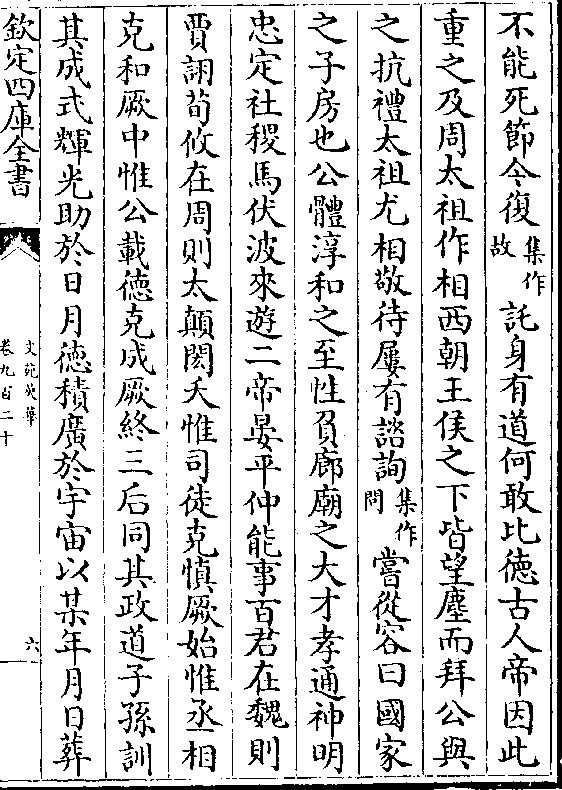 不能死節今復集作故託身有道何敢比徳古人帝因此
重之及周太祖作相西朝王侯之下皆望塵而拜公與
之抗禮太祖尤相敬待屢有諮詢集作問嘗從容曰國家
之子房也公體淳和之至性負廊廟之大才孝通神明
忠定社稷馬伏波來遊二帝晏平仲能事百君在魏則
賈詡荀攸在周則太顛閎夭惟司徒克慎厥始惟丞相
克和厥中惟公載徳克成厥終三后同其政道子孫訓
其成式輝光助於日月徳積廣於宇宙以某年月日葬
欽定四庫全書
文苑英華
卷九百二十
六